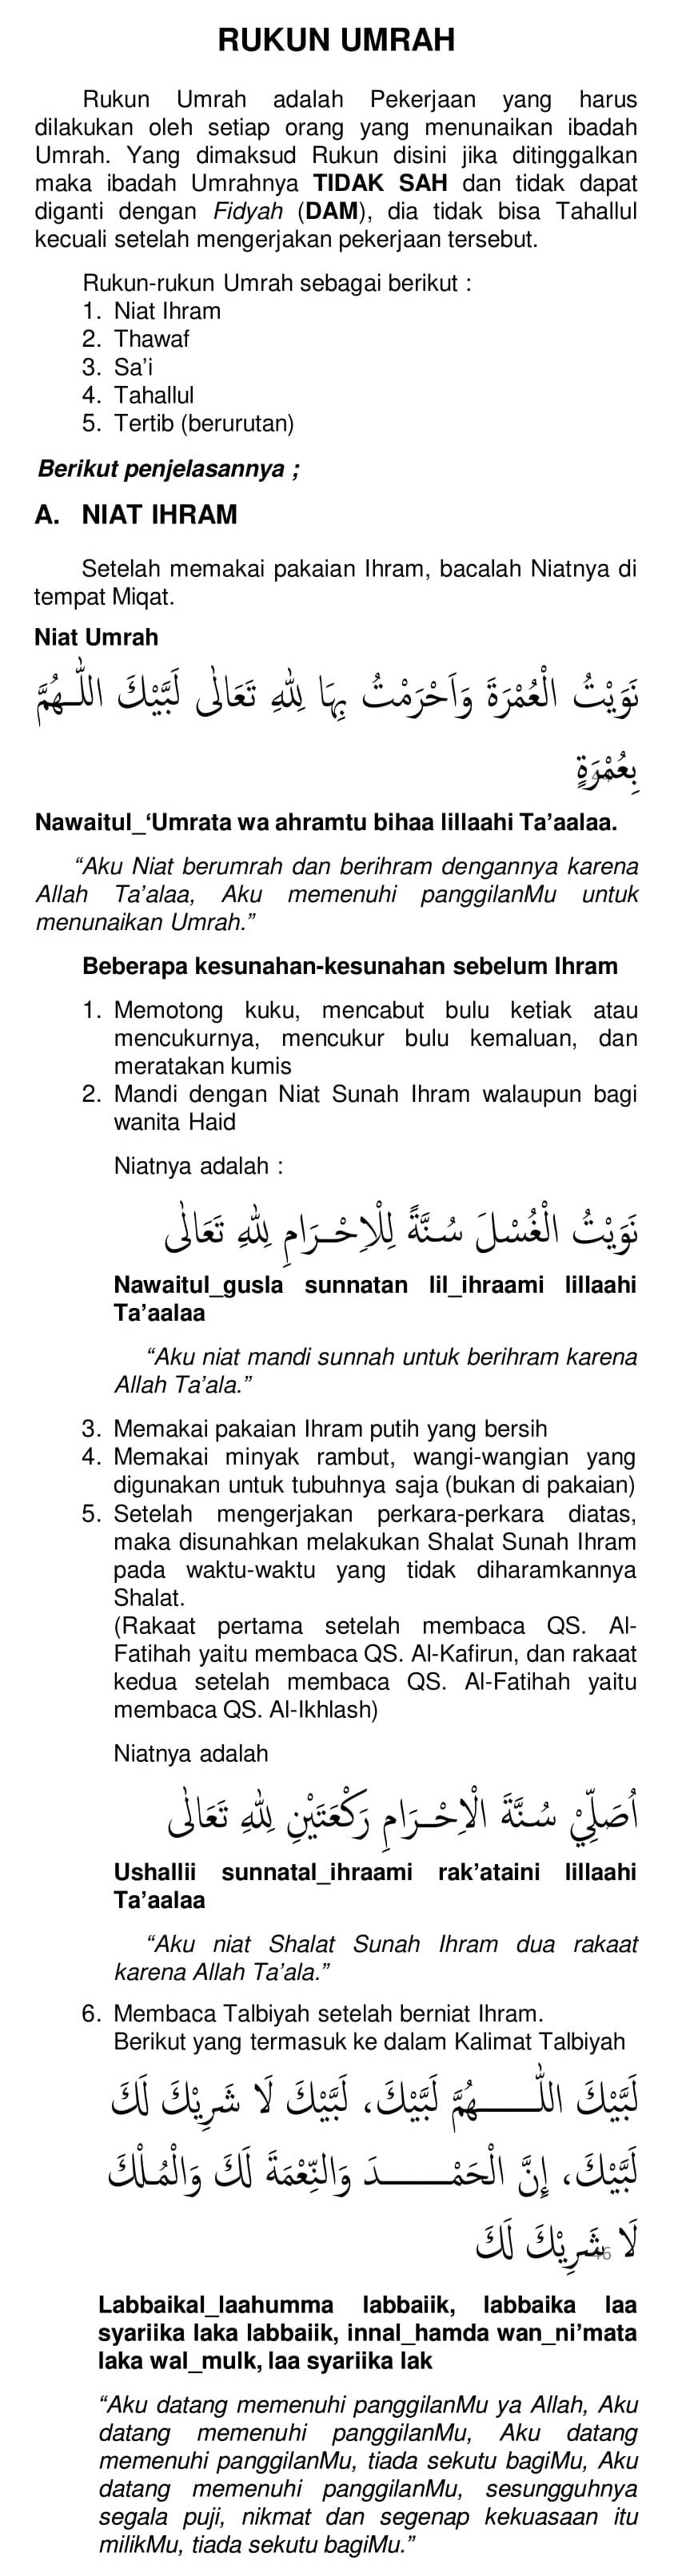 RUKUN UMRAH
Rukun Umrah adalah Pekerjaan yang harus
dilakukan oleh setiap orang yang menunaikan ibadah
Umrah. Yang dimaksud Rukun disini jika ditinggalkan
maka ibadah Umrahnya TIDAK SAH dan tidak dapat
diganti dengan Fidyah (DAM), dia tidak bisa Tahallul
kecuali setelah mengerjakan pekerjaan tersebut.
Rukun-rukun Umrah sebagai berikut :
1. Niat Ihram
2. Thawaf
3. Sa’i
4. Tahallul
5. Tertib (berurutan)
Berikut penjelasannya ;
A. NIAT IHRAM
Setelah memakai pakaian Ihram, bacalah Niatnya di
tempat Miqat.
Niat Umrah
نَوَيْتُ الْعُمْرَةَ وَاَحْرَمْتُ بِهَا لِلّٰهِ تَعَالٰى لَبَّيْكَ اللّٰهُمَّ
بِعُمْرَةٍ
Nawaitul_‘Umrata wa ahramtu bihaa lillaahi Ta’aalaa.
“Aku Niat berumrah dan berihram dengannya karena
Allah Ta’alaa, Aku memenuhi panggilanMu untuk
menunaikan Umrah.”
Beberapa kesunahan-kesunahan sebelum Ihram
1. Memotong kuku, mencabut bulu ketiak atau
mencukurnya, mencukur bulu kemaluan, dan
meratakan kumis
2. Mandi dengan Niat Sunah Ihram walaupun bagi
wanita Haid
Niatnya adalah :
نَوَيْتُ الْغُسْلَ سُنَّةً لِلْاِحْـرَامِ لِلّٰهِ تَعَالٰى
Nawaitul_gusla sunnatan lil_ihraami lillaahi
Ta’aalaa
“Aku niat mandi sunnah untuk berihram karena
Allah Ta’ala.”
3. Memakai pakaian Ihram putih yang bersih
4. Memakai minyak rambut, wangi-wangian yang
digunakan untuk tubuhnya saja (bukan di pakaian)
5. Setelah mengerjakan perkara-perkara diatas,
maka disunahkan melakukan Shalat Sunah Ihram
pada waktu-waktu yang tidak diharamkannya
Shalat.
(Rakaat pertama setelah membaca QS. Al-
Fatihah yaitu membaca QS. Al-Kafirun, dan rakaat
kedua setelah membaca QS. Al-Fatihah yaitu
membaca QS. Al-Ikhlash)
Niatnya adalah
اُصَلِّيْ سُنَّةَ الْاِحْـرَامِ رَكْعَتَيْنِ لِلّٰهِ تَعَالٰى
Ushallii sunnatal_ihraami rak’ataini lillaahi
Ta’aalaa
“Aku niat Shalat Sunah Ihram dua rakaat
karena Allah Ta’ala.”
6. Membaca Talbiyah setelah berniat Ihram.
Berikut yang termasuk ke dalam Kalimat Talbiyah
لَبَّيْكَ اللّٰـــهُمَّ لَبَّيْكَ، لَبَّيْكَ لَا شَرِيْكَ لَكَ
لَبَّيْكَ، إِنَّ الْحَمْـــدَ وَالنِّعْمَةَ لَكَ وَالْمُلْكَ
لَا شَرِيْكَ لَكَ
46
Labbaikal_laahumma labbaiik, labbaika laa
syariika laka labbaiik, innal_hamda wan_ni’mata
laka wal_mulk, laa syariika lak
“Aku datang memenuhi panggilanMu ya Allah, Aku
datang memenuhi panggilanMu, Aku datang
memenuhi panggilanMu, tiada sekutu bagiMu, Aku
datang memenuhi panggilanMu, sesungguhnya
segala puji, nikmat dan segenap kekuasaan itu
milikMu, tiada sekutu bagiMu.”